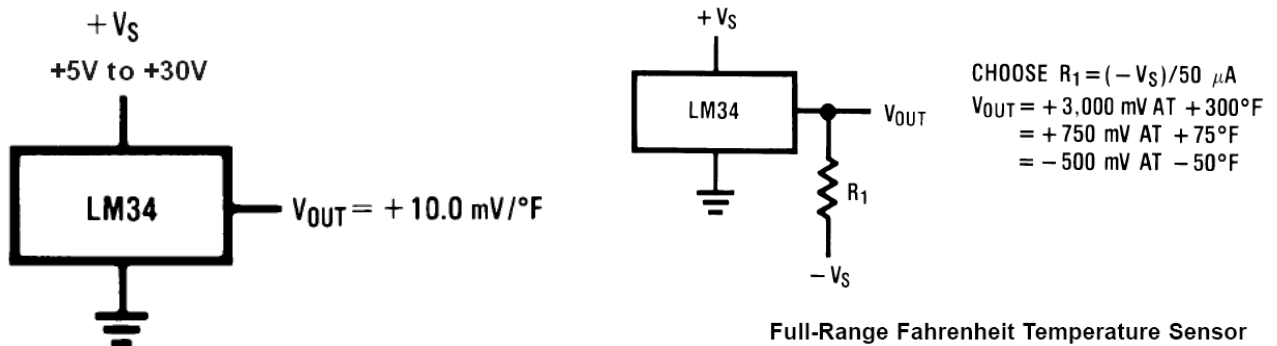 +VS
+5V to +30V
LM34
VOUT = +10.0 mV/°F
+VS
LM34
VOUT
R1
−VS
CHOOSE R1 = (−VS)/50 μA
VOUT = +3,000 mV AT +300°F
= +750 mV AT +75°F
= −500 mV AT −50°F
Full-Range Fahrenheit Temperature Sensor